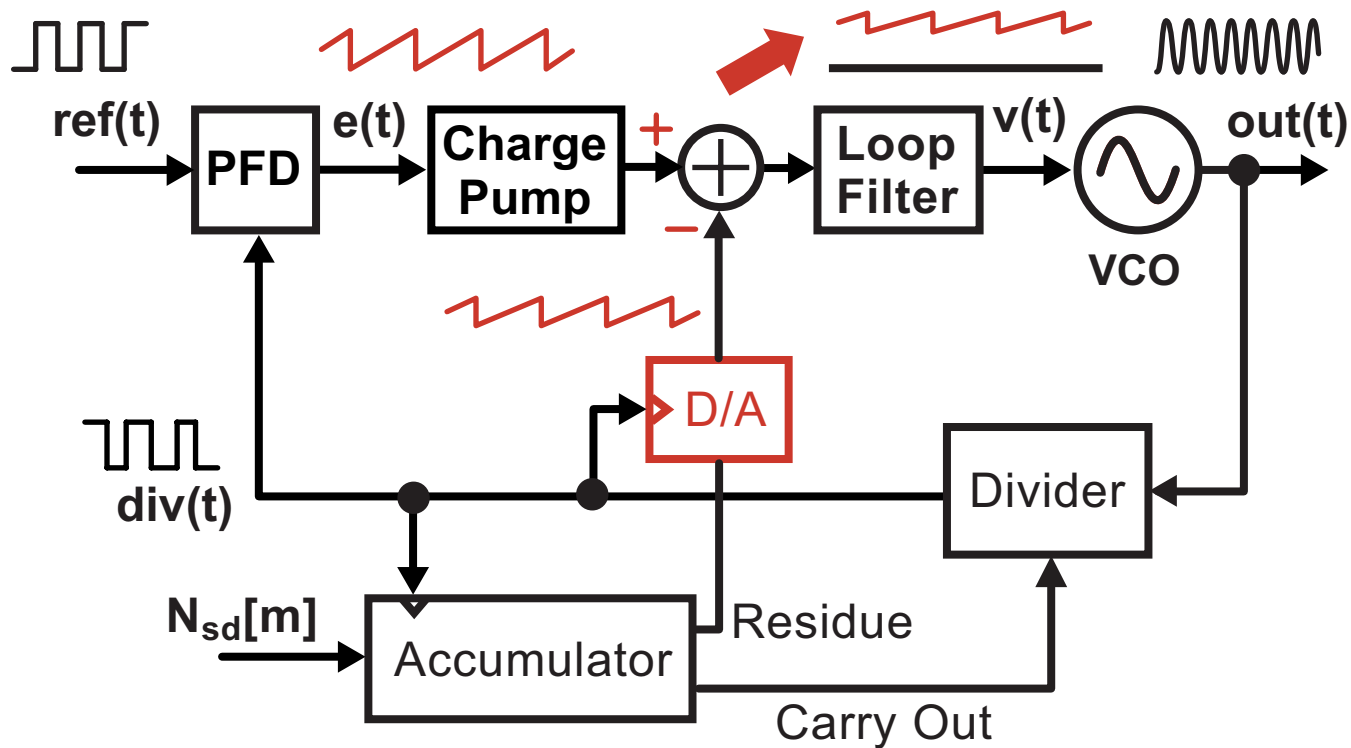 ref(t)
PFD
e(t)
Charge
Pump
+
−
Loop
Filter
v(t)
VCO
out(t)
D/A
div(t)
Divider
N_sd[m]
Accumulator
Residue
Carry Out